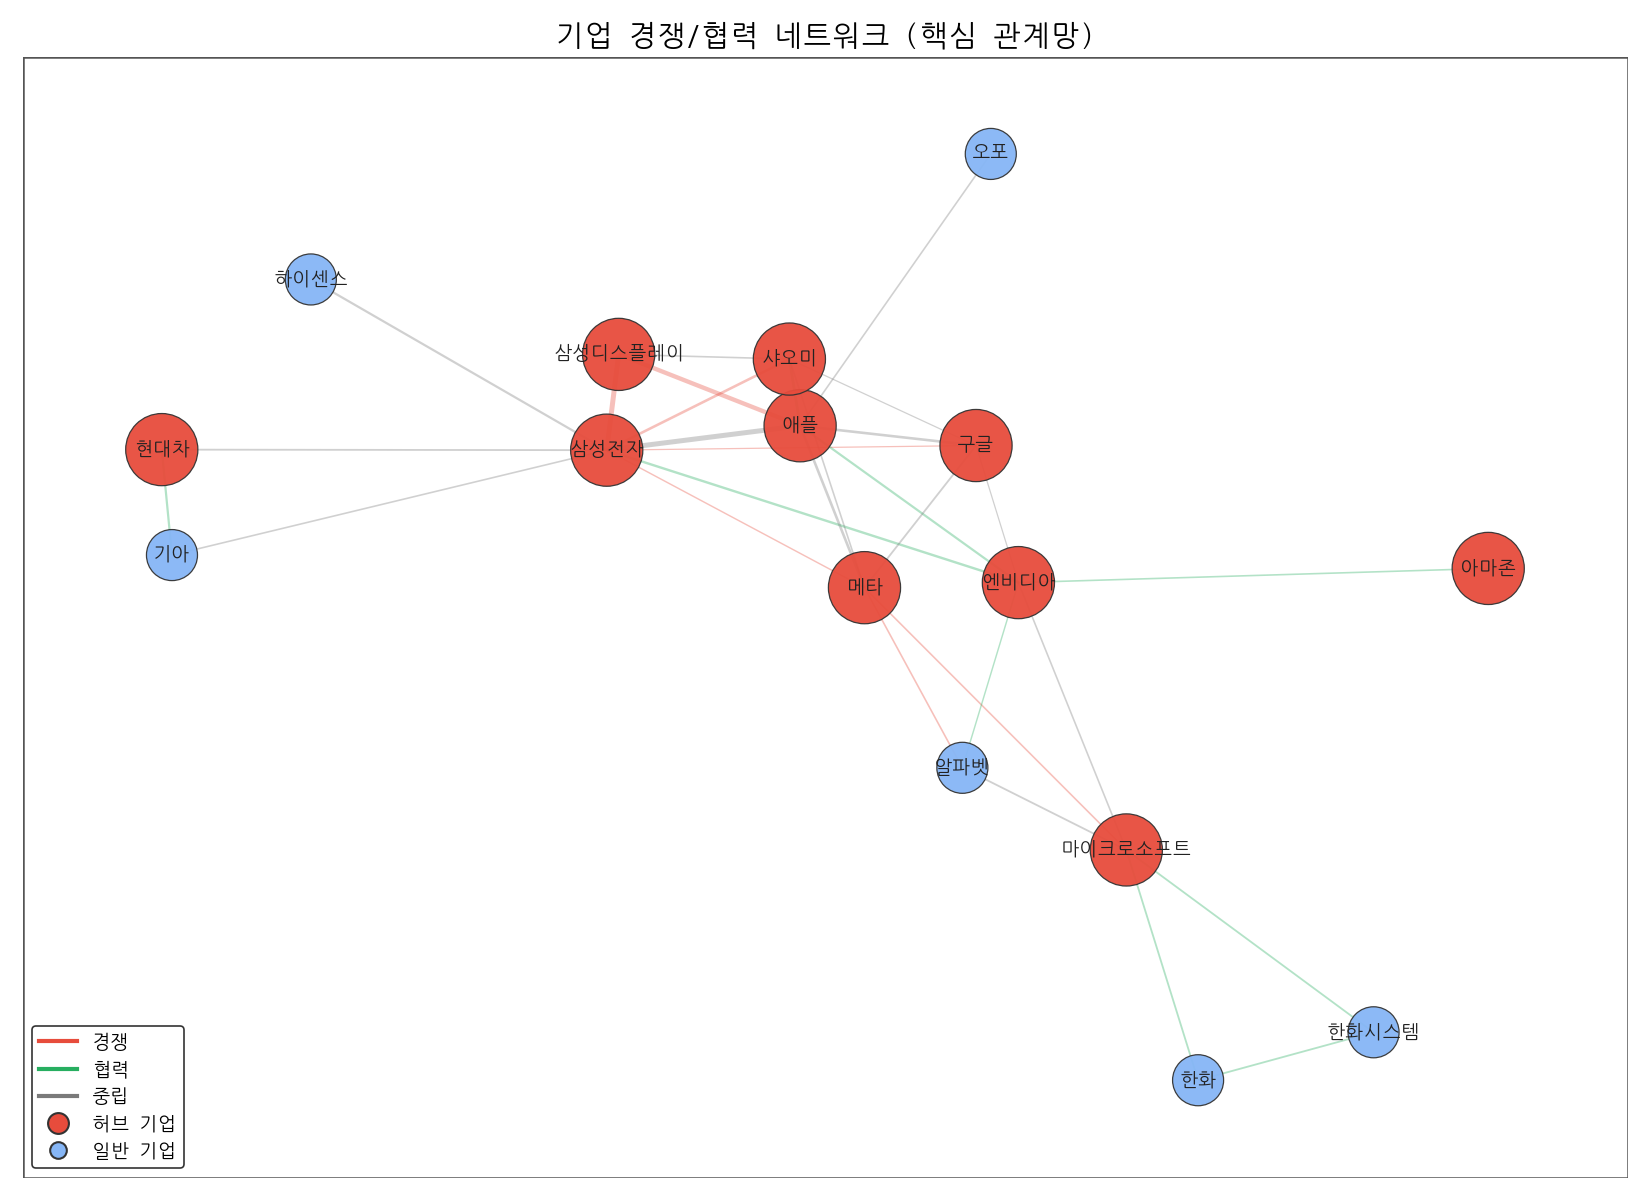 기업 경쟁/협력 네트워크 (핵심 관계망)
오포
하이센스
삼성디스플레이
샤오미
애플
현대차
삼성전자
구글
기아
메타
엔비디아
아마존
알파벳
마이크로소프트
한화시스템
한화
경쟁
협력
중립
허브 기업
일반 기업